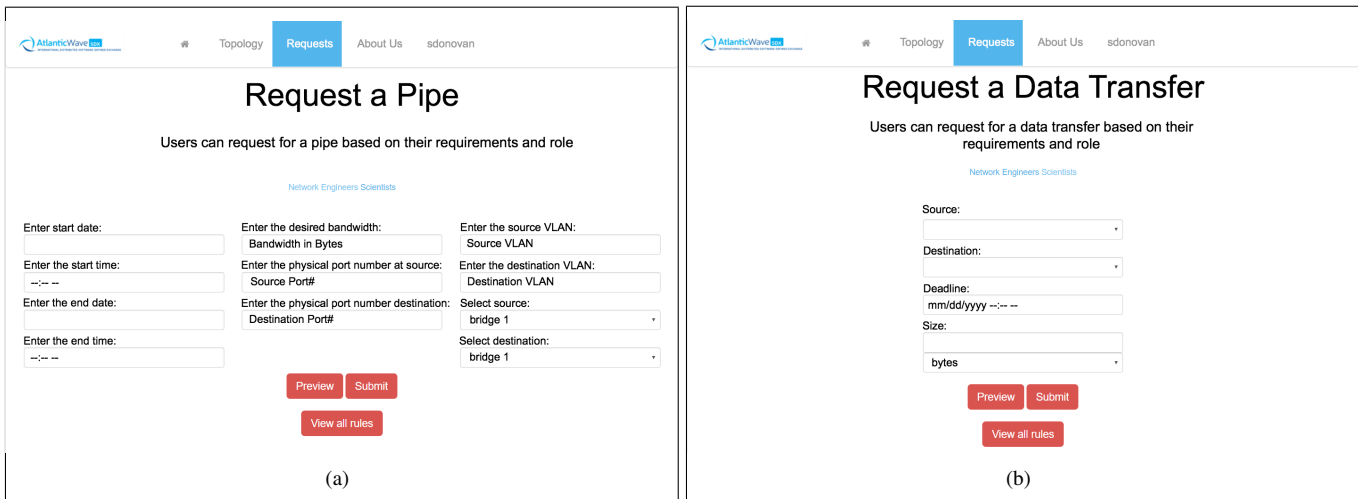 AtlanticWave SDX
Topology
Requests
About Us
sdonovan
Request a Pipe
Users can request for a pipe based on their requirements and role
Network Engineers Scientists
Enter start date:
Enter the start time:
--:-- --
Enter the end date:
Enter the end time:
--:-- --
Enter the desired bandwidth:
Bandwidth in Bytes
Enter the physical port number at source:
Source Port#
Enter the physical port number destination:
Destination Port#
Enter the source VLAN:
Source VLAN
Enter the destination VLAN:
Destination VLAN
Select source:
bridge 1
Select destination:
bridge 1
Preview
Submit
View all rules
(a)
AtlanticWave SDX
Topology
Requests
About Us
sdonovan
Request a Data Transfer
Users can request for a data transfer based on their
requirements and role
Network Engineers Scientists
Source:
Destination:
Deadline:
mm/dd/yyyy --:-- --
Size:
bytes
Preview
Submit
View all rules
(b)